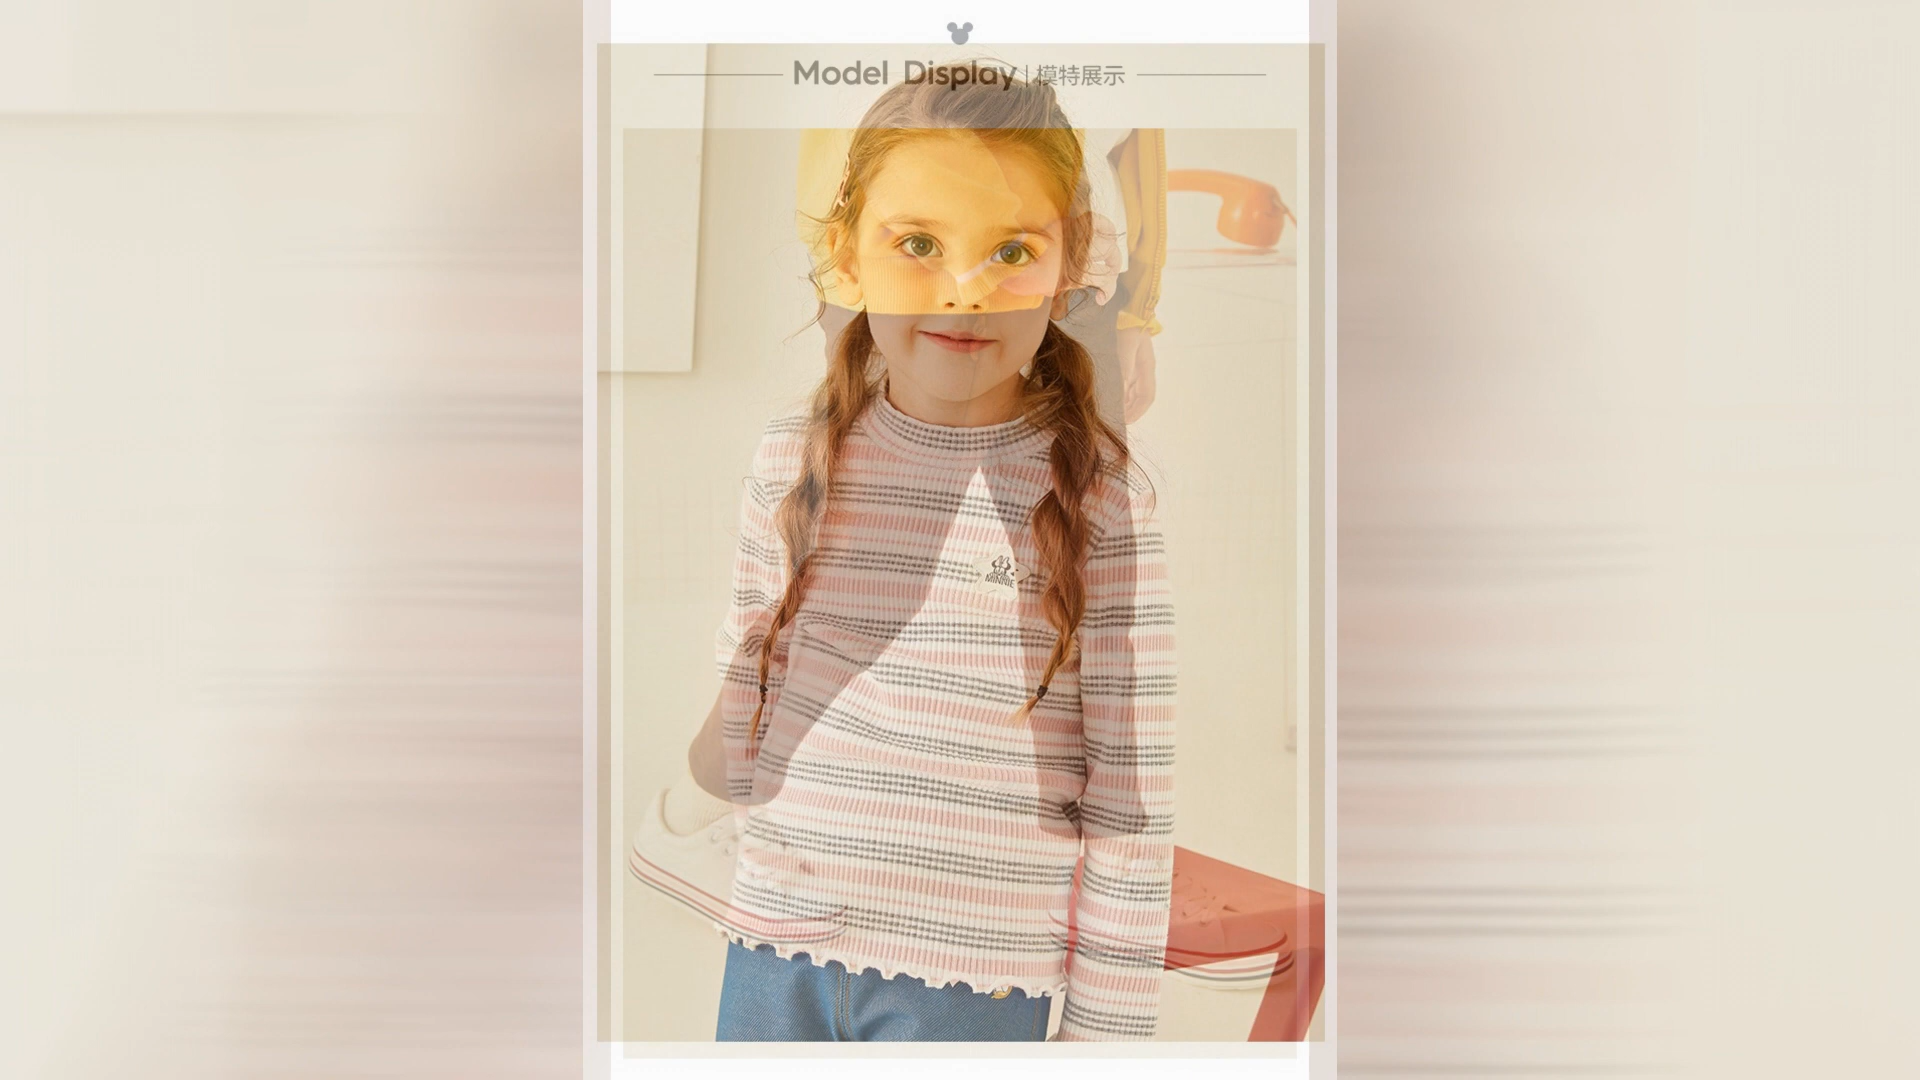 Model Display | 模特展示
MINNIE